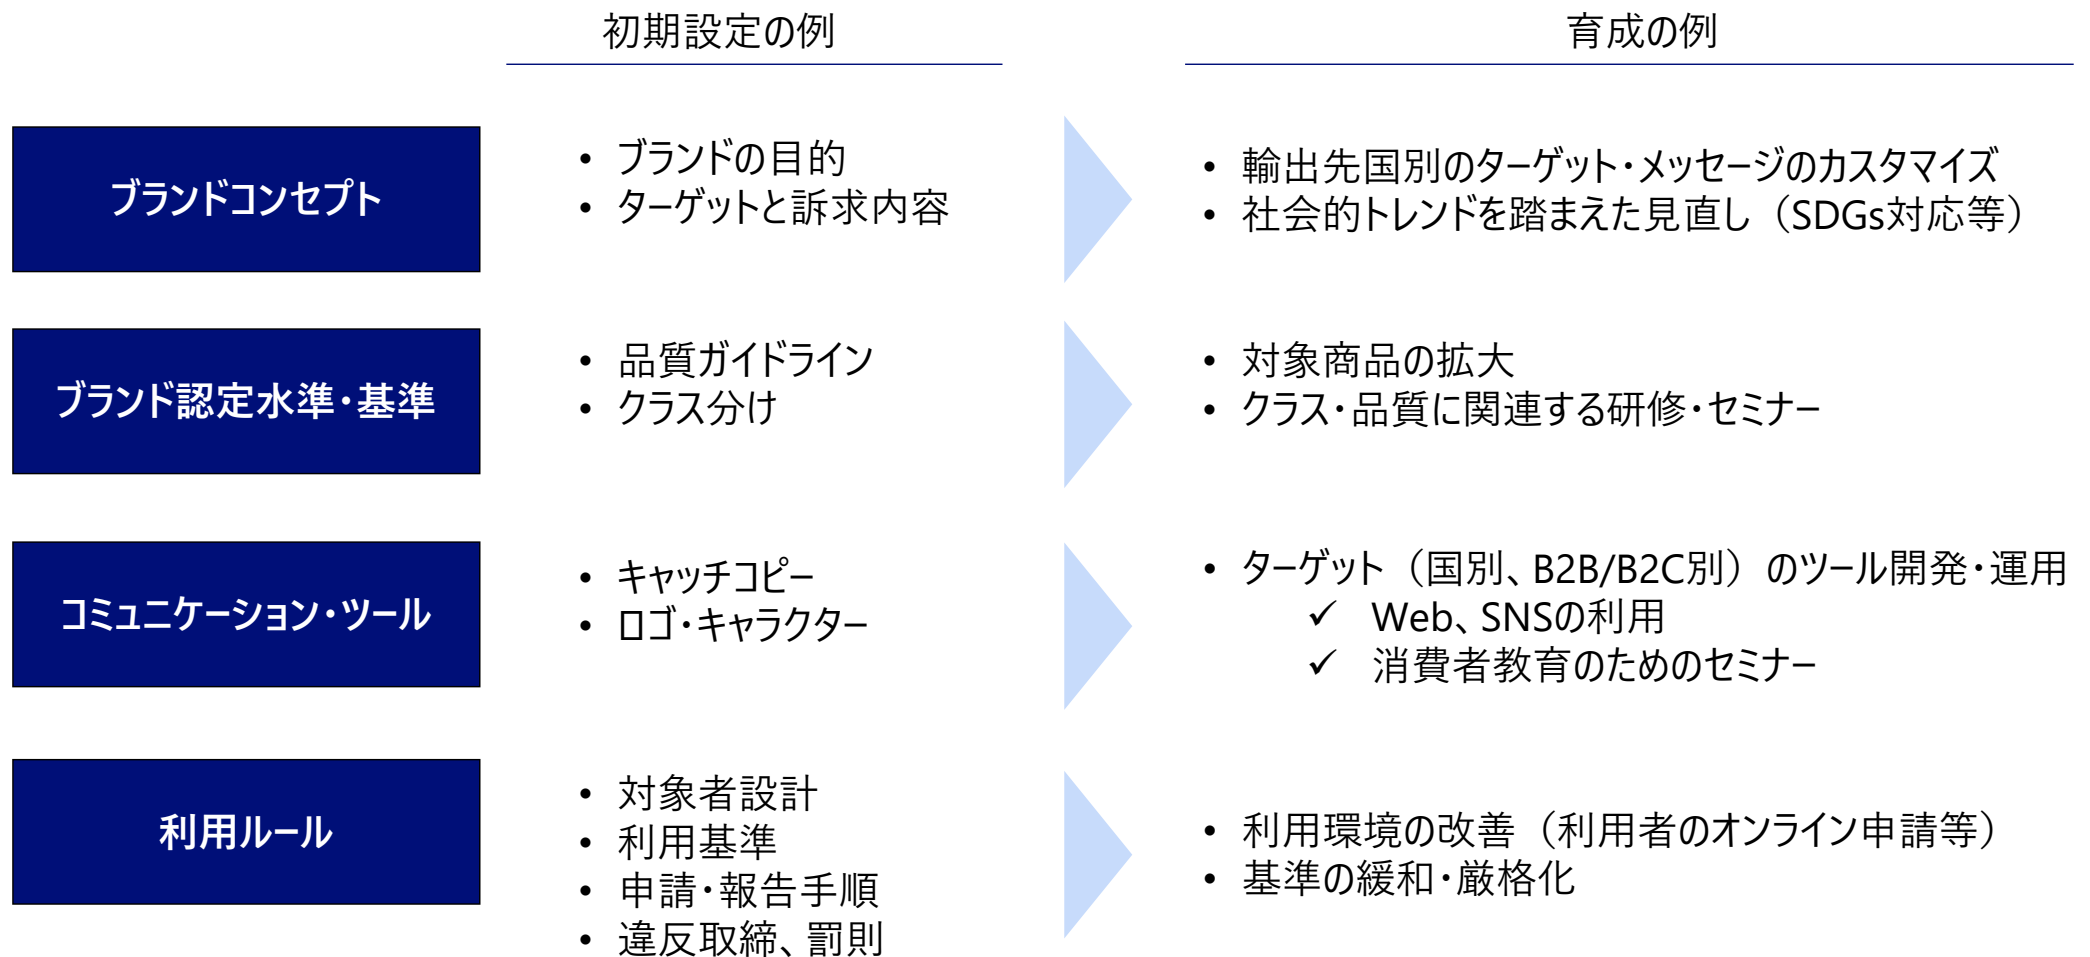 初期設定の例
育成の例
ブランドコンセプト
• ブランドの目的
• ターゲットと訴求内容
• 輸出先国別のターゲット・メッセージのカスタマイズ
• 社会的トレンドを踏まえた見直し（SDGs対応等）
ブランド認定水準・基準
• 品質ガイドライン
• クラス分け
• 対象商品の拡大
• クラス・品質に関連する研修・セミナー
コミュニケーション・ツール
• キャッチコピー
• ロゴ・キャラクター
• ターゲット（国別、B2B/B2C別）のツール開発・運用
✓ Web、SNSの利用
✓ 消費者教育のためのセミナー
利用ルール
• 対象者設計
• 利用基準
• 申請・報告手順
• 違反取締、罰則
• 利用環境の改善（利用者のオンライン申請等）
• 基準の緩和・厳格化